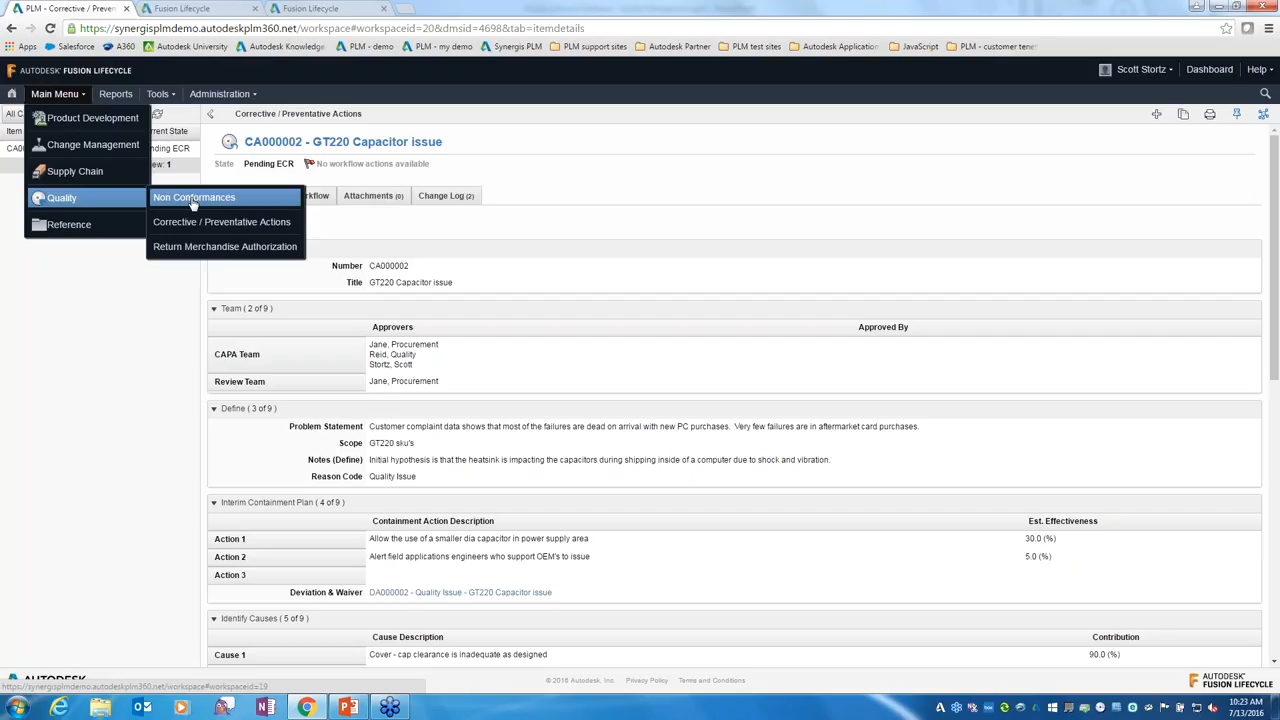 PLM - Corrective / Preven
Fusion Lifecycle
Fusion Lifecycle
https://synergisplmdemo.autodeskplm360.net/workspace#workspaceid=20&dmsid=4698&tab=itemdetails
Apps
Salesforce
A360
Autodesk University
Autodesk Knowledge
PLM - demo
PLM - my demo
Synergis PLM
PLM support sites
Autodesk Partner
PLM test sites
Autodesk Application
JavaScript
PLM - customer tene
AUTODESK® FUSION LIFECYCLE
Scott Stortz
Dashboard
Help
Main Menu
Reports
Tools
Administration
All C
Corrective / Preventative Actions
Product Development
Item
rrent State
CA000002 - GT220 Capacitor issue
Change Management
CA00
nding ECR
State
Pending ECR
No workflow actions available
ew: 1
Supply Chain
Quality
Non Conformances
rkflow
Attachments (0)
Change Log (2)
Reference
Corrective / Preventative Actions
Return Merchandise Authorization
Number CA000002
Title GT220 Capacitor issue
Team ( 2 of 9 )
Approvers
Approved By
CAPA Team
Jane, Procurement
Reid, Quality
Stortz, Scott
Review Team Jane, Procurement
Define ( 3 of 9 )
Problem Statement Customer complaint data shows that most of the failures are dead on arrival with new PC purchases. Very few failures are in aftermarket card purchases.
Scope GT220 sku's
Notes (Define) Initial hypothesis is that the heatsink is impacting the capacitors during shipping inside of a computer due to shock and vibration.
Reason Code Quality Issue
Interim Containment Plan ( 4 of 9 )
Containment Action Description
Est. Effectiveness
Action 1 Allow the use of a smaller dia capacitor in power supply area 30.0 (%)
Action 2 Alert field applications engineers who support OEM's to issue 5.0 (%)
Action 3
Deviation & Waiver DA000002 - Quality Issue - GT220 Capacitor issue
Identify Causes ( 5 of 9 )
Cause Description
Contribution
Cause 1 Cover - cap clearance is inadequate as designed 90.0 (%)
AUTODESK
© 2016 Autodesk, Inc.
Privacy Policy
Terms and Conditions
AUTODESK®
FUSION LIFECYCLE
https://synergisplmdemo.autodeskplm360.net/workspace#workspaceid=19
10:23 AM
7/13/2016